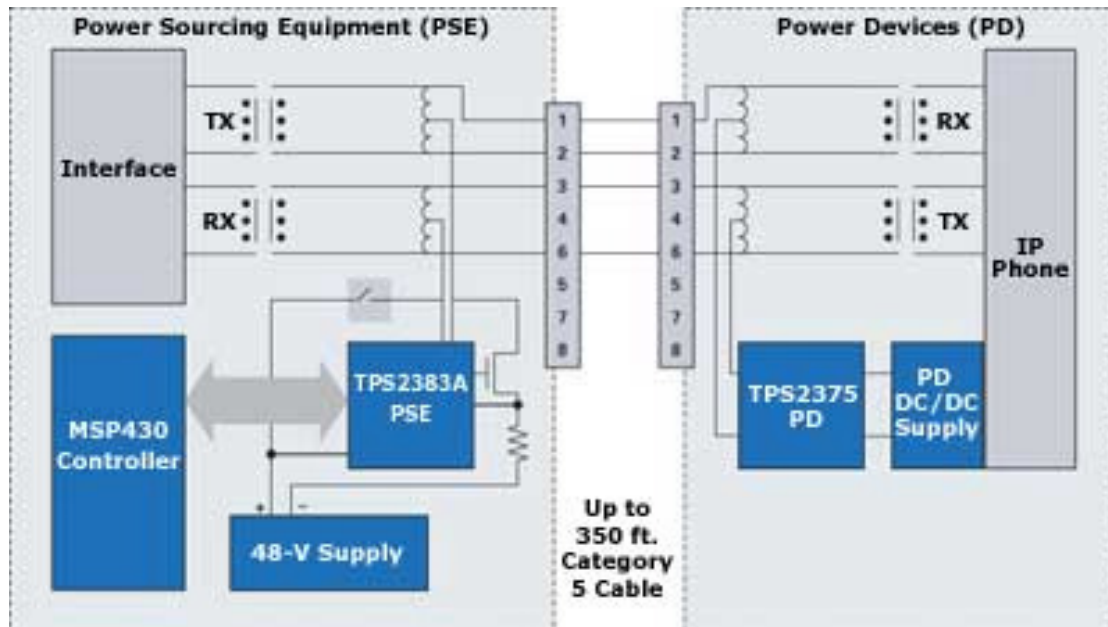 Power Sourcing Equipment (PSE)
Power Devices (PD)
Interface
TX
RX
1
2
3
4
6
5
7
8
1
2
3
4
6
5
7
8
RX
TX
IP
Phone
MSP430
Controller
TPS2383A
PSE
+
−
48-V Supply
Up to
350 ft.
Category
5 Cable
TPS2375
PD
PD
DC/DC
Supply